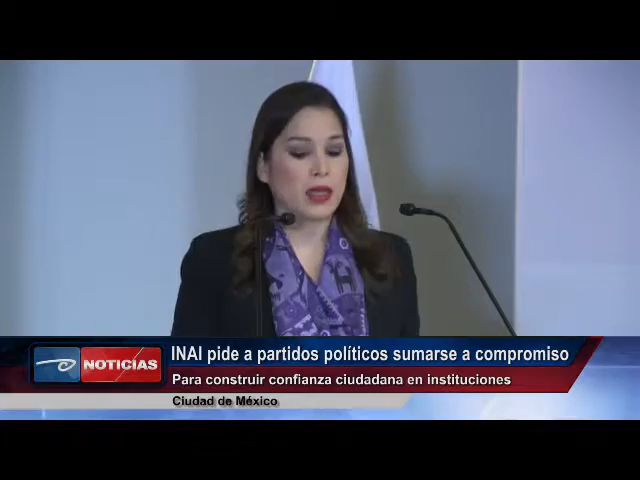 INAI pide a partidos políticos sumarse a compromiso
NOTICIAS
Para construir confianza ciudadana en instituciones
Ciudad de México